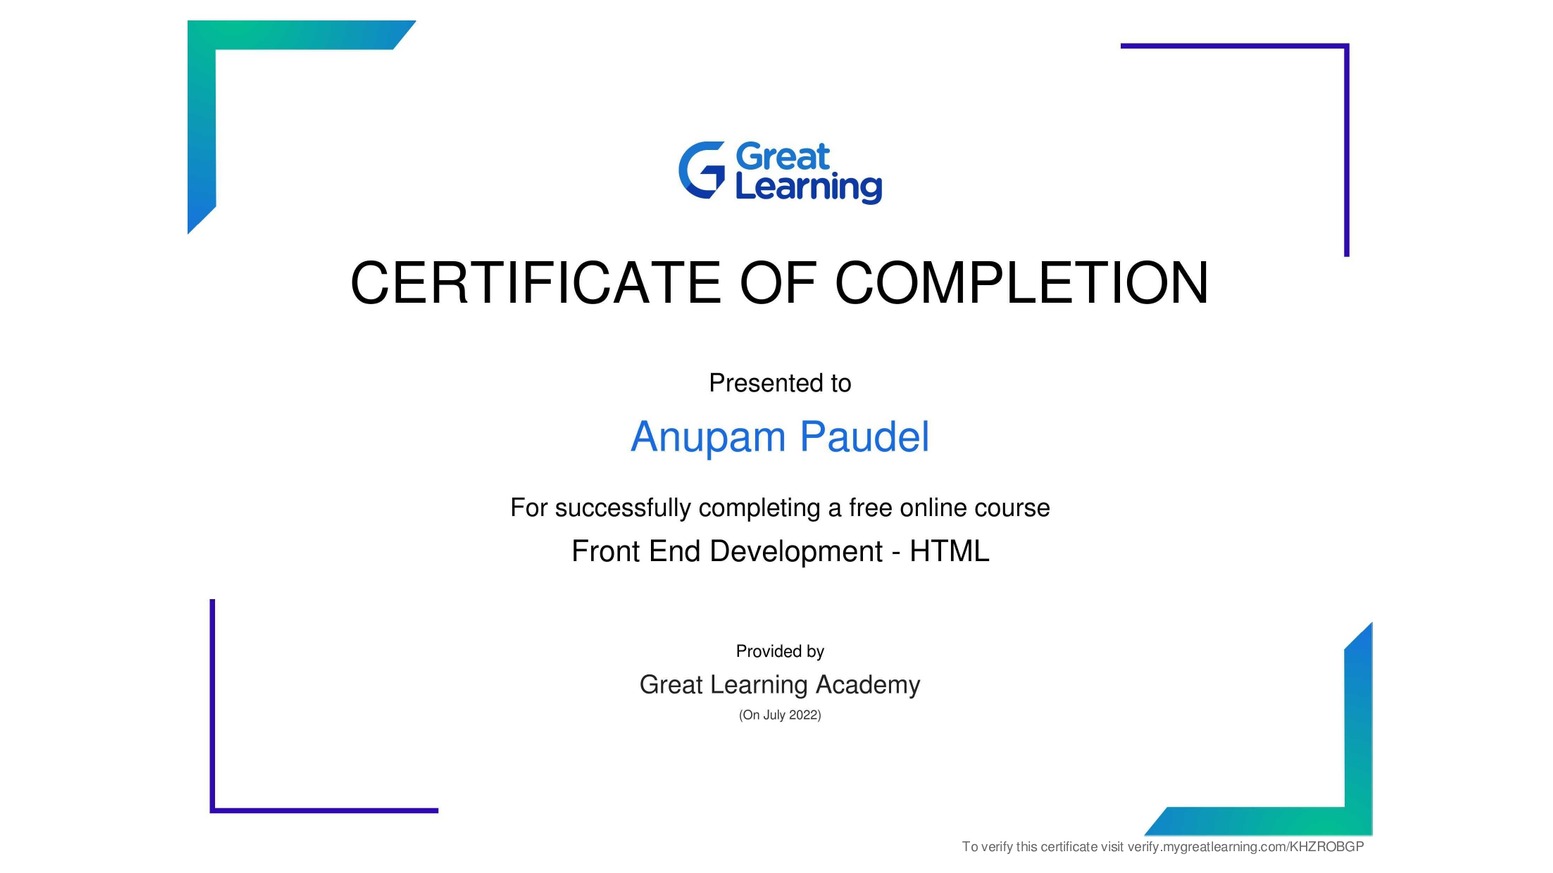 Great
Learning
CERTIFICATE OF COMPLETION
Presented to
Anupam Paudel
For successfully completing a free online course
Front End Development - HTML
Provided by
Great Learning Academy
(On July 2022)
To verify this certificate visit verify.mygreatlearning.com/KHZROBGP